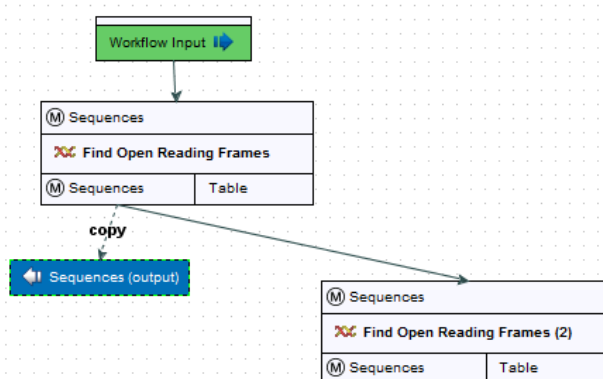 Workflow Input
M Sequences
Find Open Reading Frames
M Sequences Table
copy
Sequences (output)
M Sequences
Find Open Reading Frames (2)
M Sequences Table